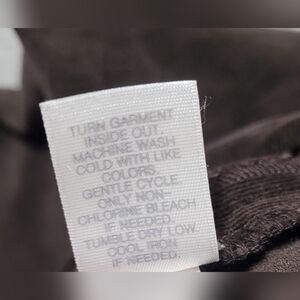 TURN GARMENT
INSIDE OUT.
MACHINE WASH
COLD WITH LIKE
COLORS.
GENTLE CYCLE.
ONLY NON
CHLORINE BLEACH
IF NEEDED.
TUMBLE DRY LOW.
COOL IRON
IF NEEDED.